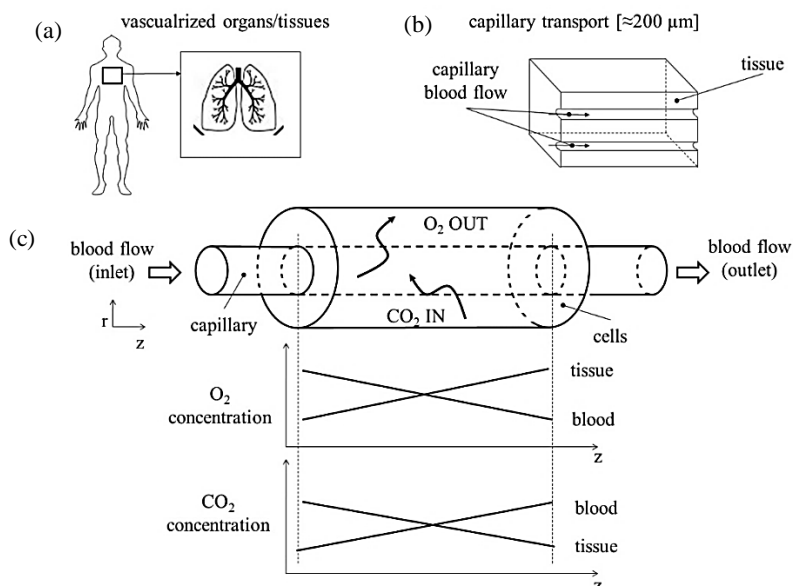 (a)
vascualrized organs/tissues
(b)
capillary transport [≈200 μm]
capillary
blood flow
tissue
(c)
blood flow
(inlet)
r
z
capillary
O₂ OUT
CO₂ IN
cells
blood flow
(outlet)
O₂
concentration
tissue
blood
z
CO₂
concentration
blood
tissue
z